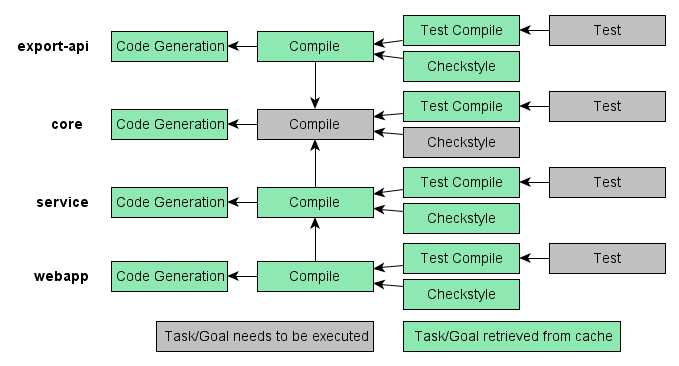 Test Compile
Test
export-api
Code Generation
Compile
Checkstyle
Test Compile
Test
core
Code Generation
Compile
Checkstyle
Test Compile
Test
service
Code Generation
Compile
Checkstyle
Test Compile
Test
webapp
Code Generation
Compile
Checkstyle
Task/Goal needs to be executed
Task/Goal retrieved from cache